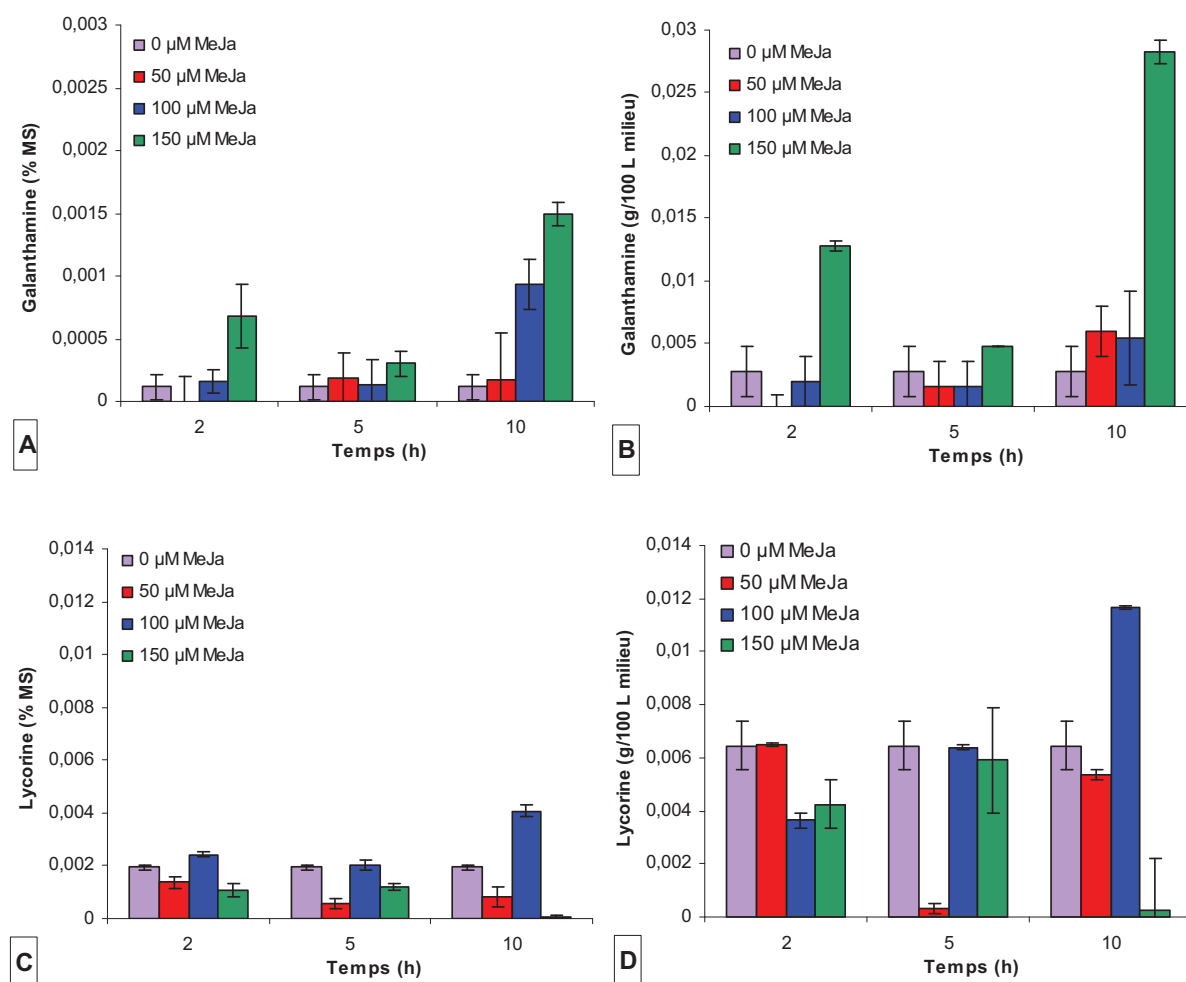 0,003
0,0025
0,002
0,0015
0,001
0,0005
0
Galanthamine (% MS)
0 µM MeJa
50 µM MeJa
100 µM MeJa
150 µM MeJa
2 5 10
Temps (h)
A
0,03
0,025
0,02
0,015
0,01
0,005
0
Galanthamine (g/100 L milieu)
0 µM MeJa
50 µM MeJa
100 µM MeJa
150 µM MeJa
2 5 10
Temps (h)
B
0,014
0,012
0,01
0,008
0,006
0,004
0,002
0
Lycorine (% MS)
0 µM MeJa
50 µM MeJa
100 µM MeJa
150 µM MeJa
2 5 10
Temps (h)
C
0,014
0,012
0,01
0,008
0,006
0,004
0,002
0
Lycorine (g/100 L milieu)
0 µM MeJa
50 µM MeJa
100 µM MeJa
150 µM MeJa
2 5 10
Temps (h)
D